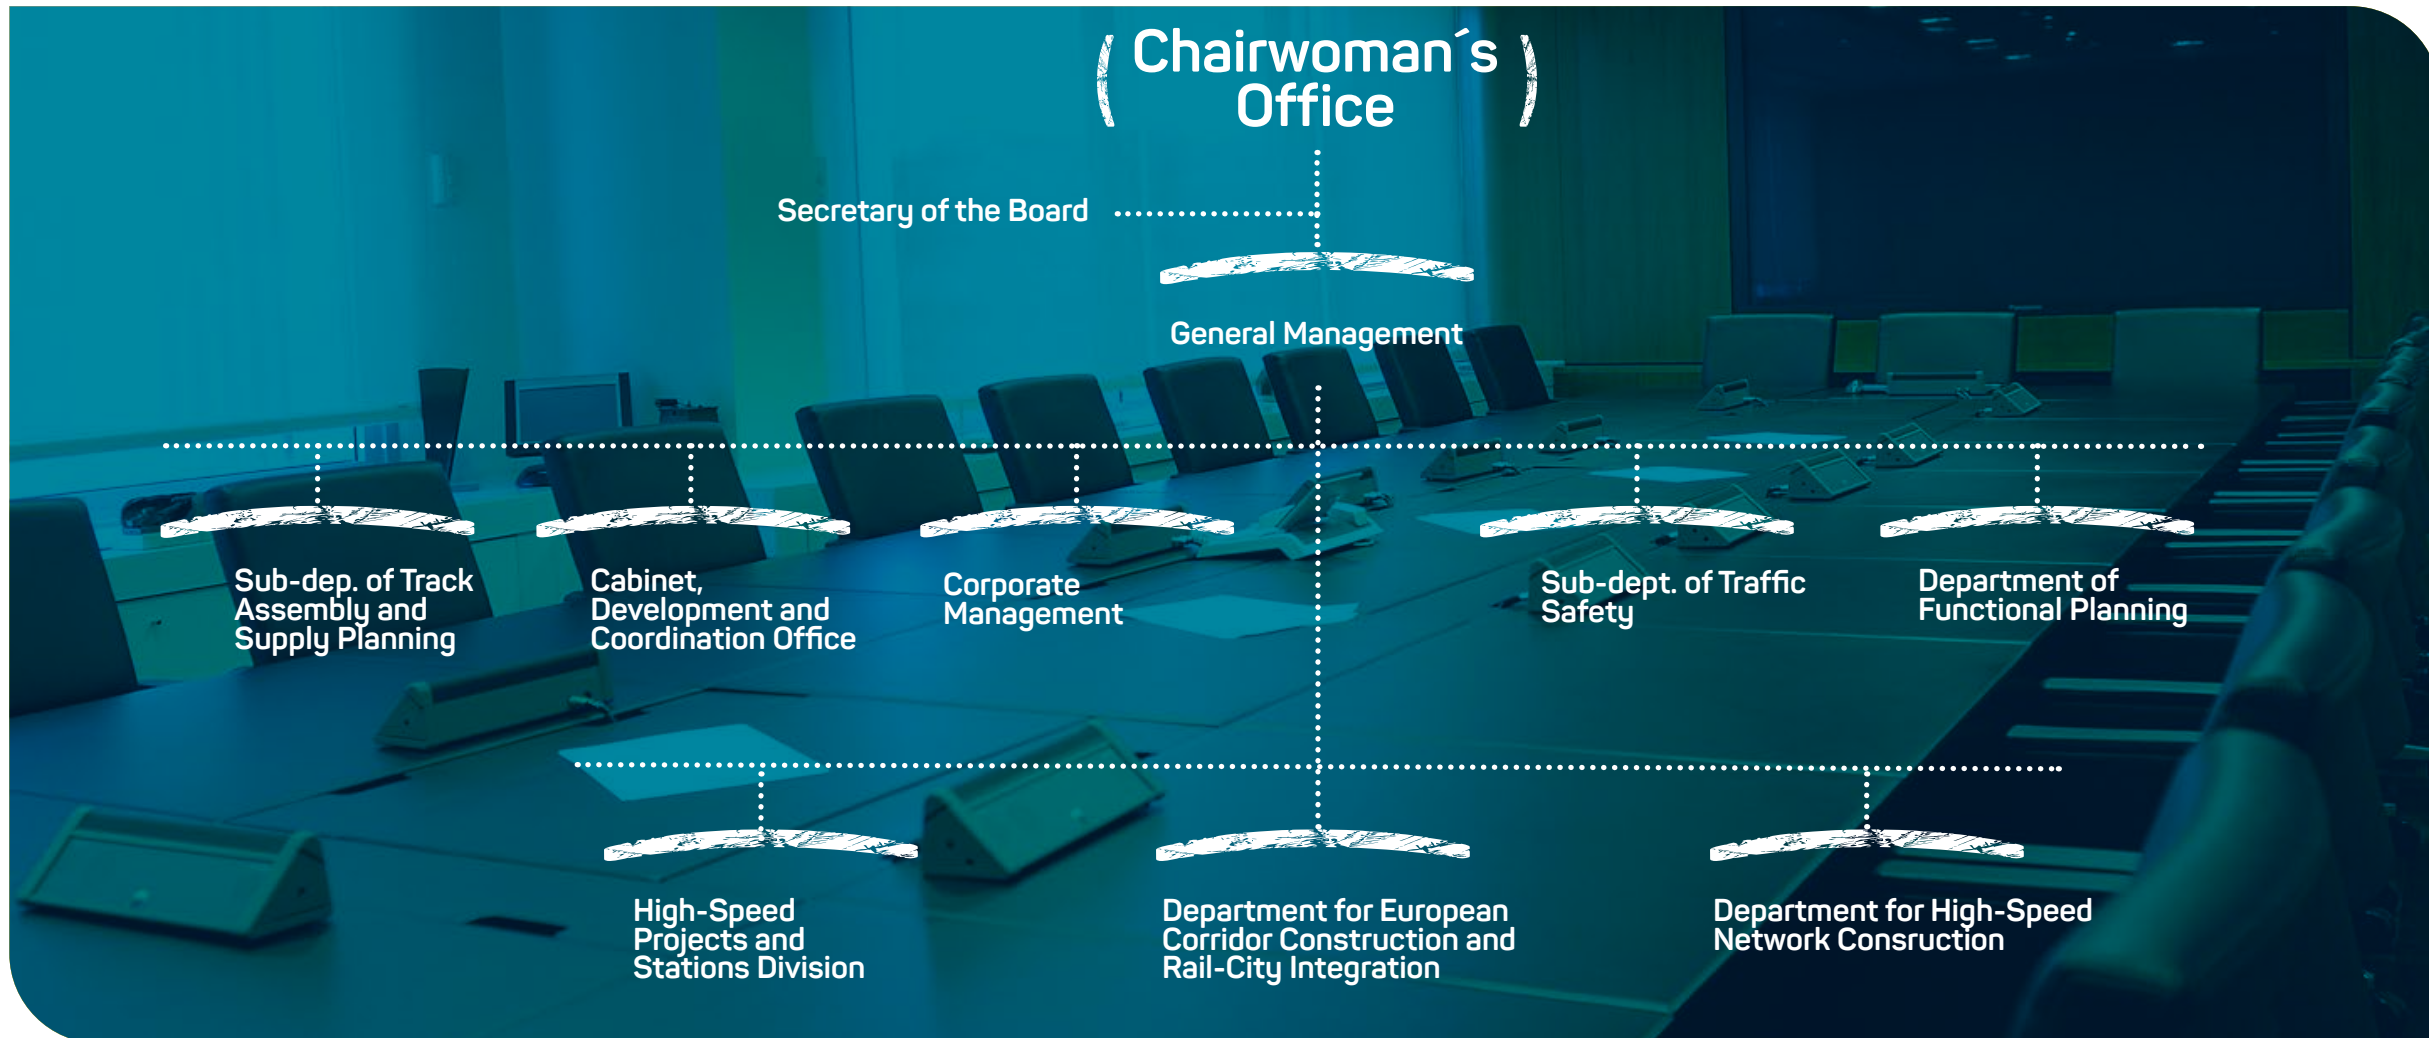 Chairwoman´s
Office
Secretary of the Board
General Management
Sub-dep. of Track
Assembly and
Supply Planning
Cabinet,
Development and
Coordination Office
Corporate
Management
Sub-dept. of Traffic
Safety
Department of
Functional Planning
High-Speed
Projects and
Stations Division
Department for European
Corridor Construction and
Rail-City Integration
Department for High-Speed
Network Consruction